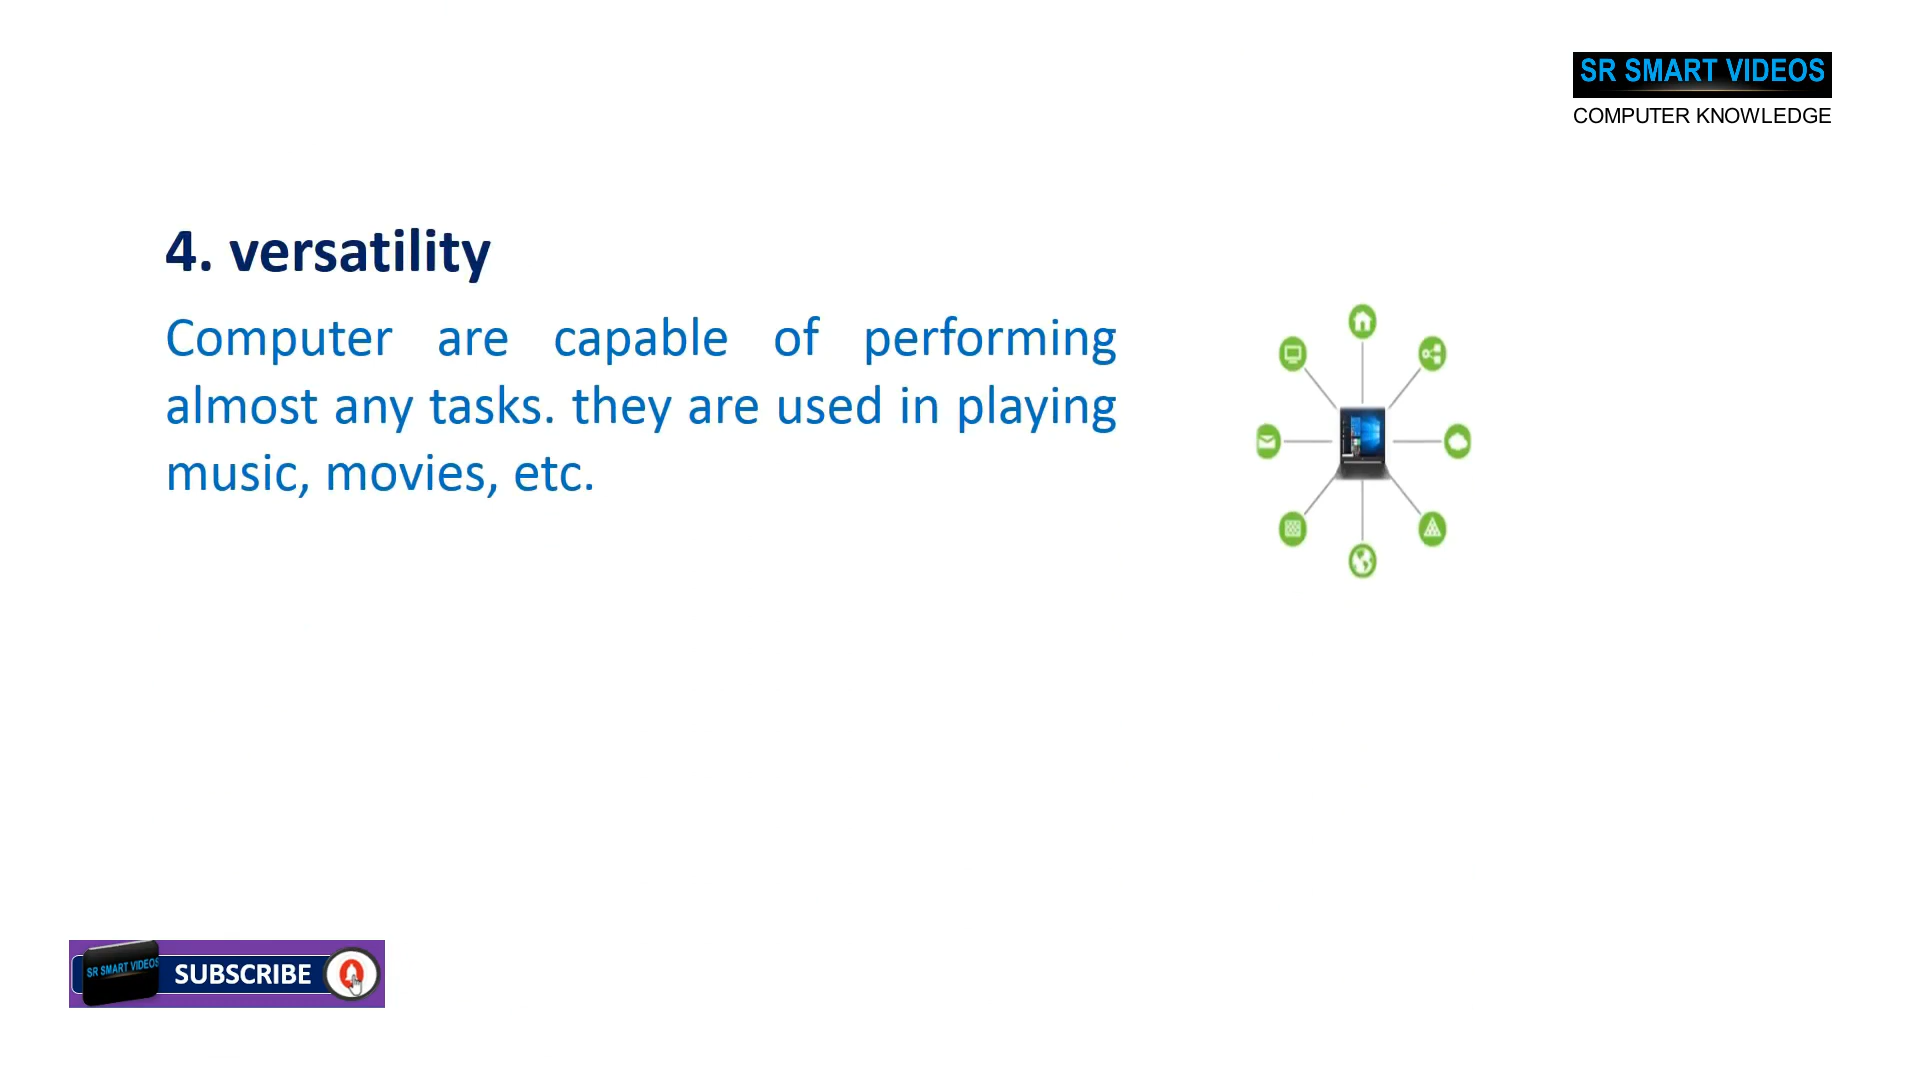 SR SMART VIDEOS
COMPUTER KNOWLEDGE
4. versatility
Computer are capable of performing
almost any tasks. they are used in playing
music, movies, etc.
SR SMART VIDEOS
SUBSCRIBE